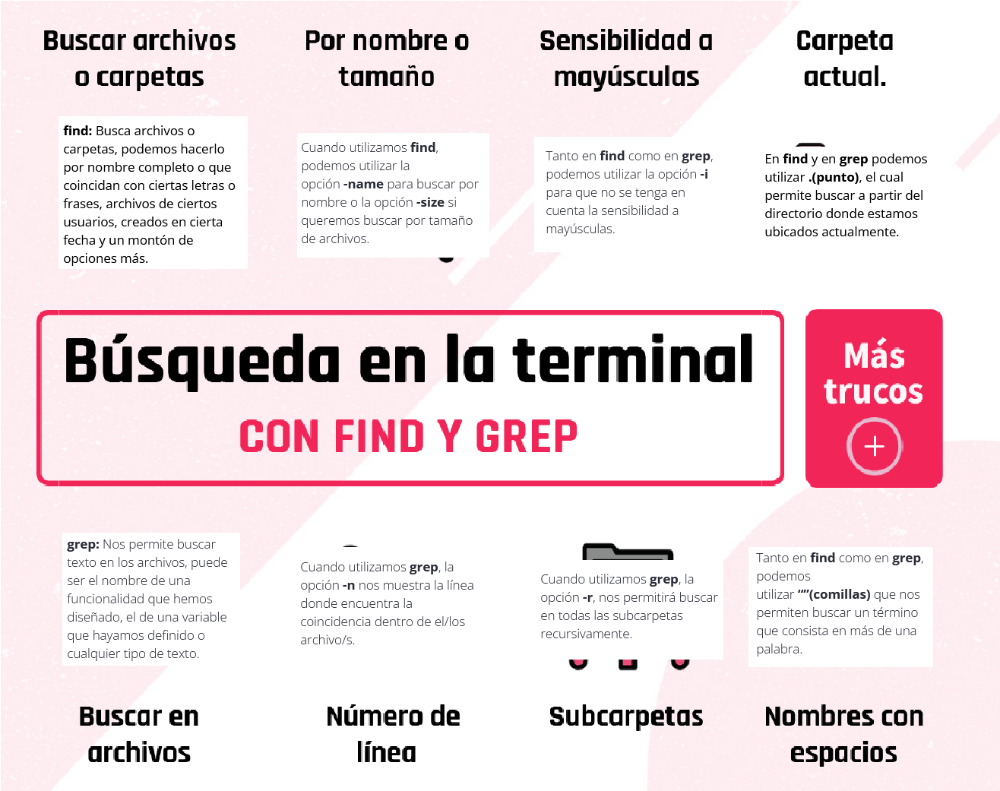 Buscar archivos
o carpetas
find: Busca archivos o
carpetas, podemos hacerlo
por nombre completo o que
coincidan con ciertas letras o
frases, archivos de ciertos
usuarios, creados en cierta
fecha y un montón de
opciones más.
Por nombre o
tamaño
Cuando utilizamos find,
podemos utilizar la
opción -name para buscar por
nombre o la opción -size si
queremos buscar por tamaño
de archivos.
Sensibilidad a
mayúsculas
Tanto en find como en grep,
podemos utilizar la opción -i
para que no se tenga en
cuenta la sensibilidad a
mayúsculas.
Carpeta
actual.
En find y en grep podemos
utilizar .(punto), el cual
permite buscar a partir del
directorio donde estamos
ubicados actualmente.
Búsqueda en la terminal
CON FIND Y GREP
Más
trucos
grep: Nos permite buscar
texto en los archivos, puede
ser el nombre de una
funcionalidad que hemos
diseñado, el de una variable
que hayamos definido o
cualquier tipo de texto.
Buscar en
archivos
Cuando utilizamos grep, la
opción -n nos muestra la línea
donde encuentra la
coincidencia dentro de el/los
archivo/s.
Número de
línea
Cuando utilizamos grep, la
opción -r, nos permitirá buscar
en todas las subcarpetas
recursivamente.
Subcarpetas
Tanto en find como en grep,
podemos
utilizar “”(comillas) que nos
permiten buscar un término
que consista en más de una
palabra.
Nombres con
espacios